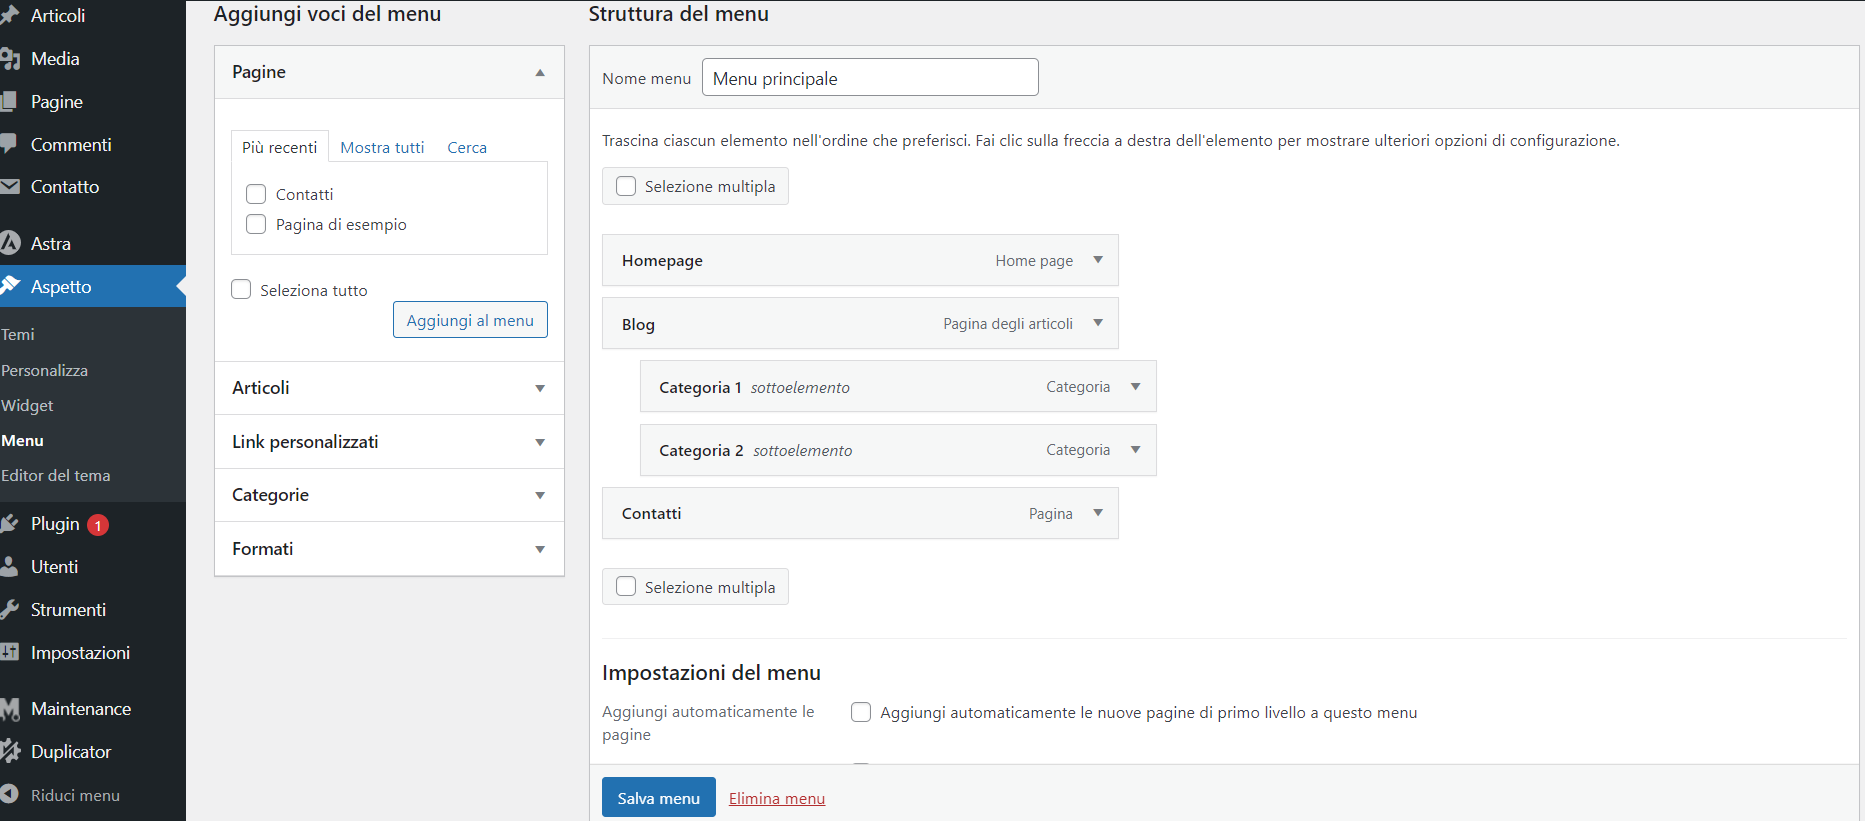 Articoli
Media
Pagine
Commenti
Contatto
Astra
Aspetto
Temi
Personalizza
Widget
Menu
Editor del tema
Plugin 1
Utenti
Strumenti
Impostazioni
Maintenance
Duplicator
Riduci menu
Aggiungi voci del menu
Pagine
Più recenti Mostra tutti Cerca
Contatti
Pagina di esempio
Seleziona tutto
Aggiungi al menu
Articoli
Link personalizzati
Categorie
Formati
Struttura del menu
Nome menu Menu principale
Trascina ciascun elemento nell'ordine che preferisci. Fai clic sulla freccia a destra dell'elemento per mostrare ulteriori opzioni di configurazione.
Selezione multipla
Homepage Home page
Blog Pagina degli articoli
Categoria 1 sottoelemento Categoria
Categoria 2 sottoelemento Categoria
Contatti Pagina
Selezione multipla
Impostazioni del menu
Aggiungi automaticamente le
pagine
Aggiungi automaticamente le nuove pagine di primo livello a questo menu
Salva menu Elimina menu